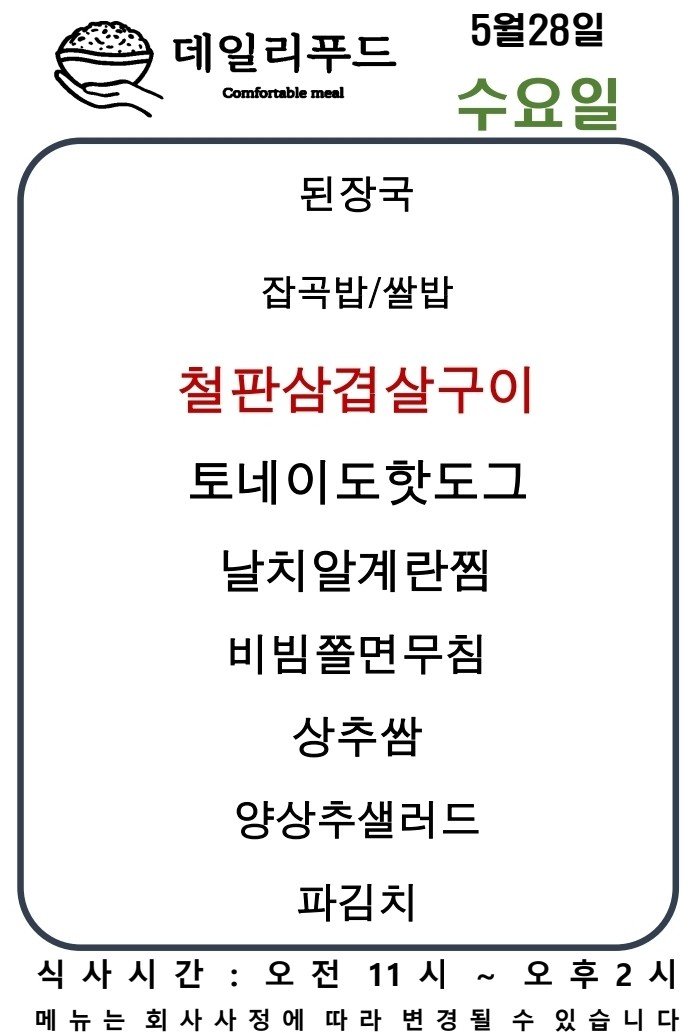 데일리푸드
Comfortable meal
5월28일
수요일
된장국
잡곡밥/쌀밥
철판삼겹살구이
토네이도핫도그
날치알계란찜
비빔쫄면무침
상추쌈
양상추샐러드
파김치
식사시간 : 오전 11시 ~ 오후2시
메뉴는 회사사정에 따라 변경될 수 있습니다